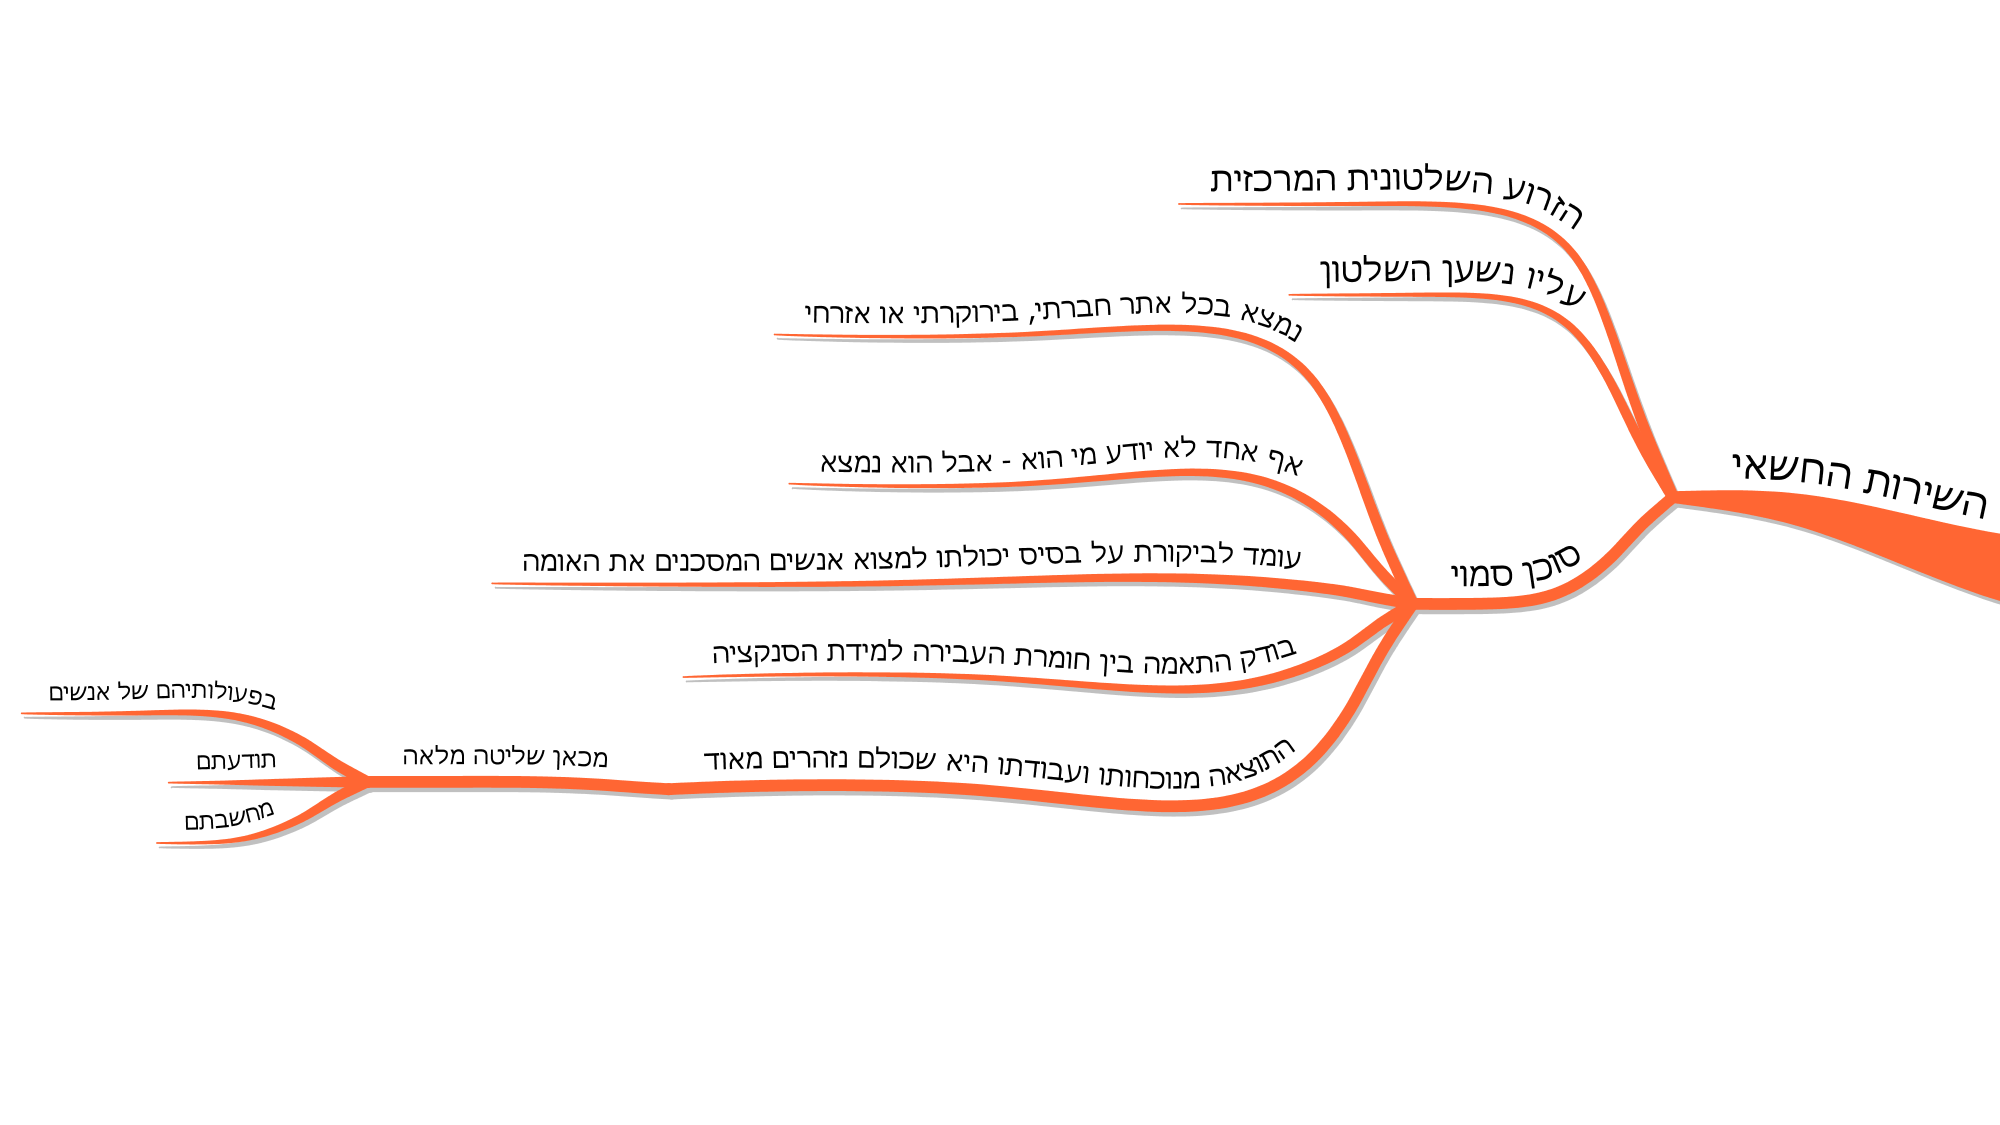 השירות החשאי
הזרוע השלטונית המרכזית
עליו נשען השלטון
סוכן סמוי
נמצא בכל אתר חברתי, בירוקרתי או אזרחי
אף אחד לא יודע מי הוא - אבל הוא נמצא
עומד לביקורת על בסיס יכולתו למצוא אנשים המסכנים את האומה
בודק התאמה בין חומרת העבירה למידת הסנקציה
התוצאה מנוכחותו ועבודתו היא שכולם נזהרים מאוד
מכאן שליטה מלאה
בפעולותיהם של אנשים
תודעתם
מחשבתם